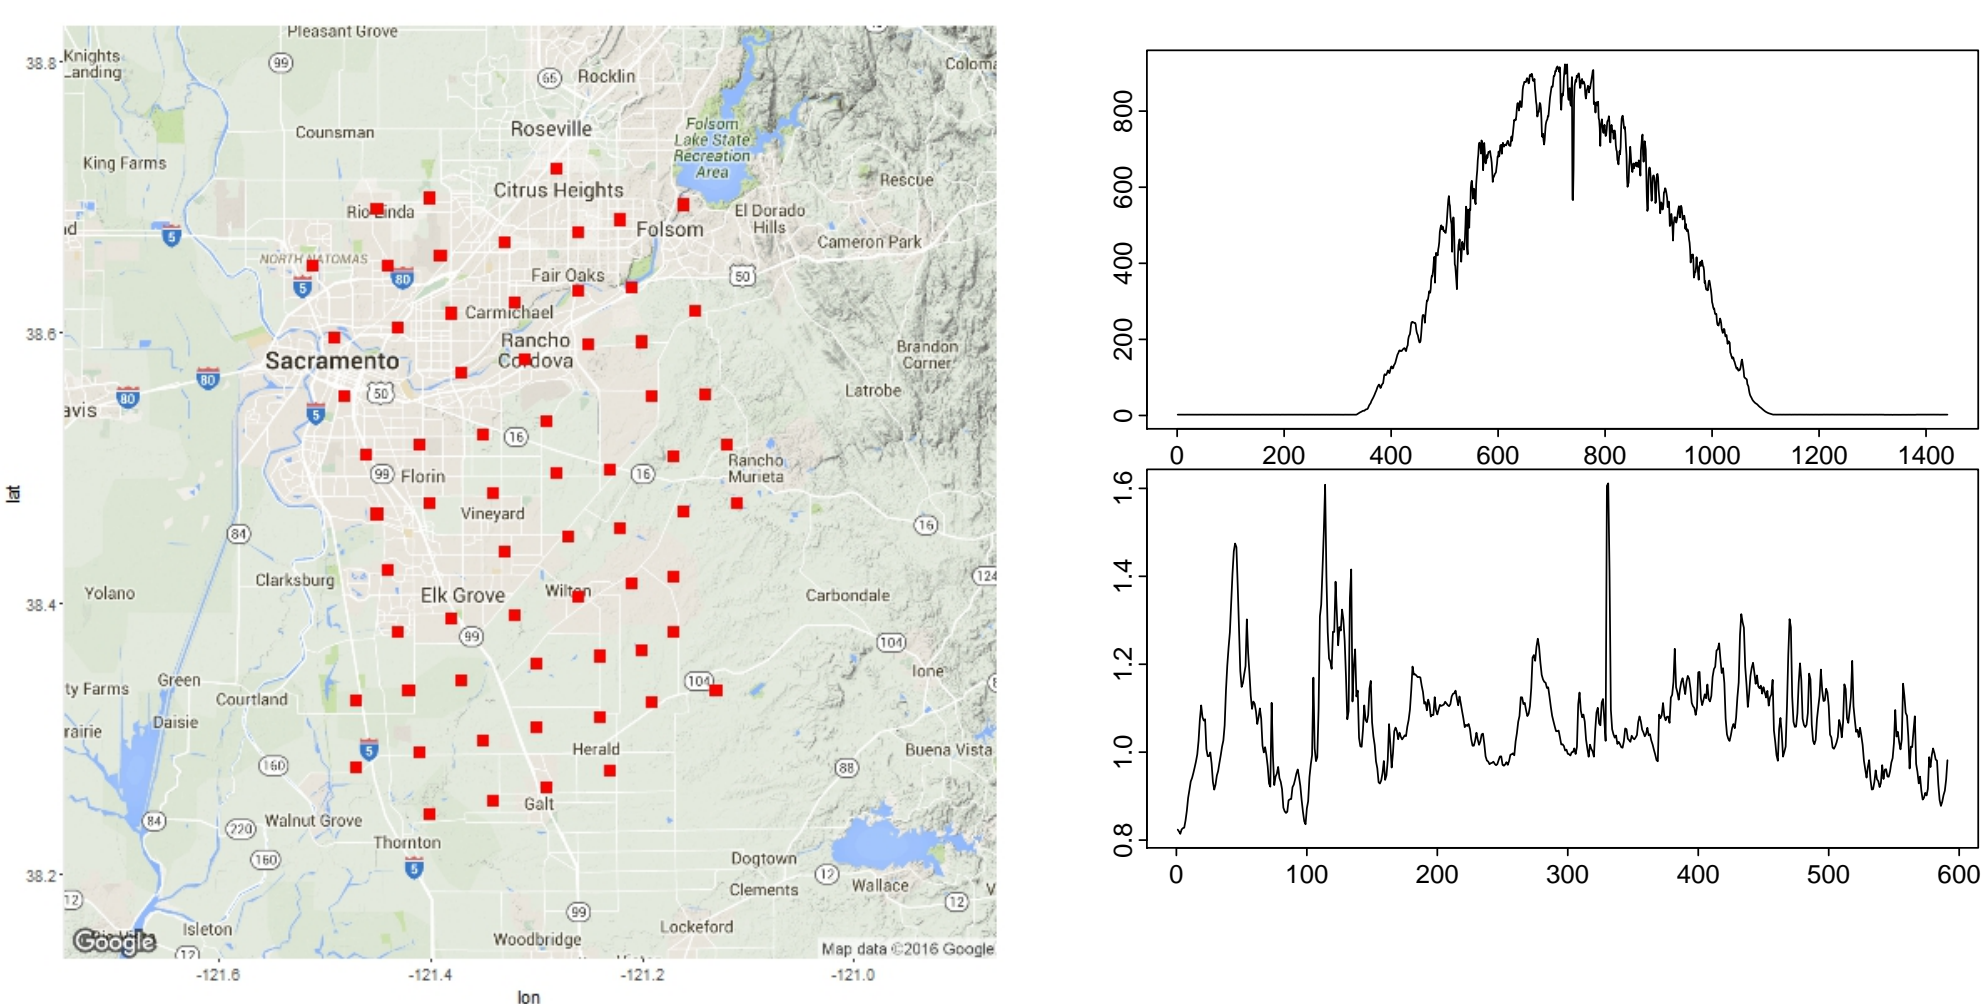 Pleasant Grove
Knights
Landing
99
38.8
65
Rocklin
Coloma
Counsman
Roseville
Folsom
Lake State
Recreation
Area
King Farms
Citrus Heights
Rescue
Rio Linda
El Dorado
Hills
5
Folsom
Cameron Park
NORTH NATOMAS
80
5
Fair Oaks
50
Carmichael
38.6
Rancho
Cordova
Sacramento
Brandon
Corner
80
80
50
Latrobe
avis
5
16
99
Florin
16
Rancho
Murieta
lat
Vineyard
84
16
Clarksburg
124
Yolano
Elk Grove
Wilton
Carbondale
38.4
99
104
Green
104
Ione
ty Farms
Courtland
Daisie
rairie
5
Herald
Buena Vista
160
88
Galt
84
220
Walnut Grove
Thornton
160
5
Dogtown
38.2
12
Clements
Wallace
12
12
99
Isleton
Lockeford
Google
Woodbridge
Map data ©2016 Google
12
-121.6
-121.4
-121.2
-121.0
lon
800
600
400
200
0
0 200 400 600 800 1000 1200 1400
1.6
1.4
1.2
1.0
0.8
0 100 200 300 400 500 600